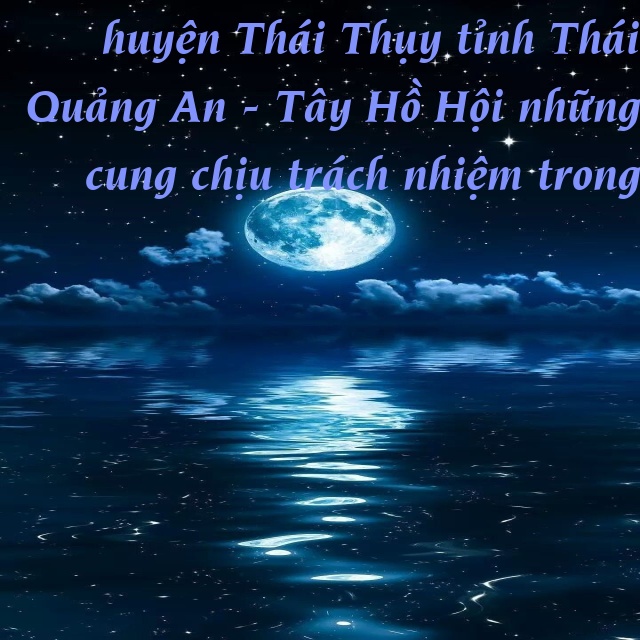 huyện Thái Thụy tỉnh Thái
Quảng An - Tây Hồ Hội những
cung chịu trách nhiệm trong